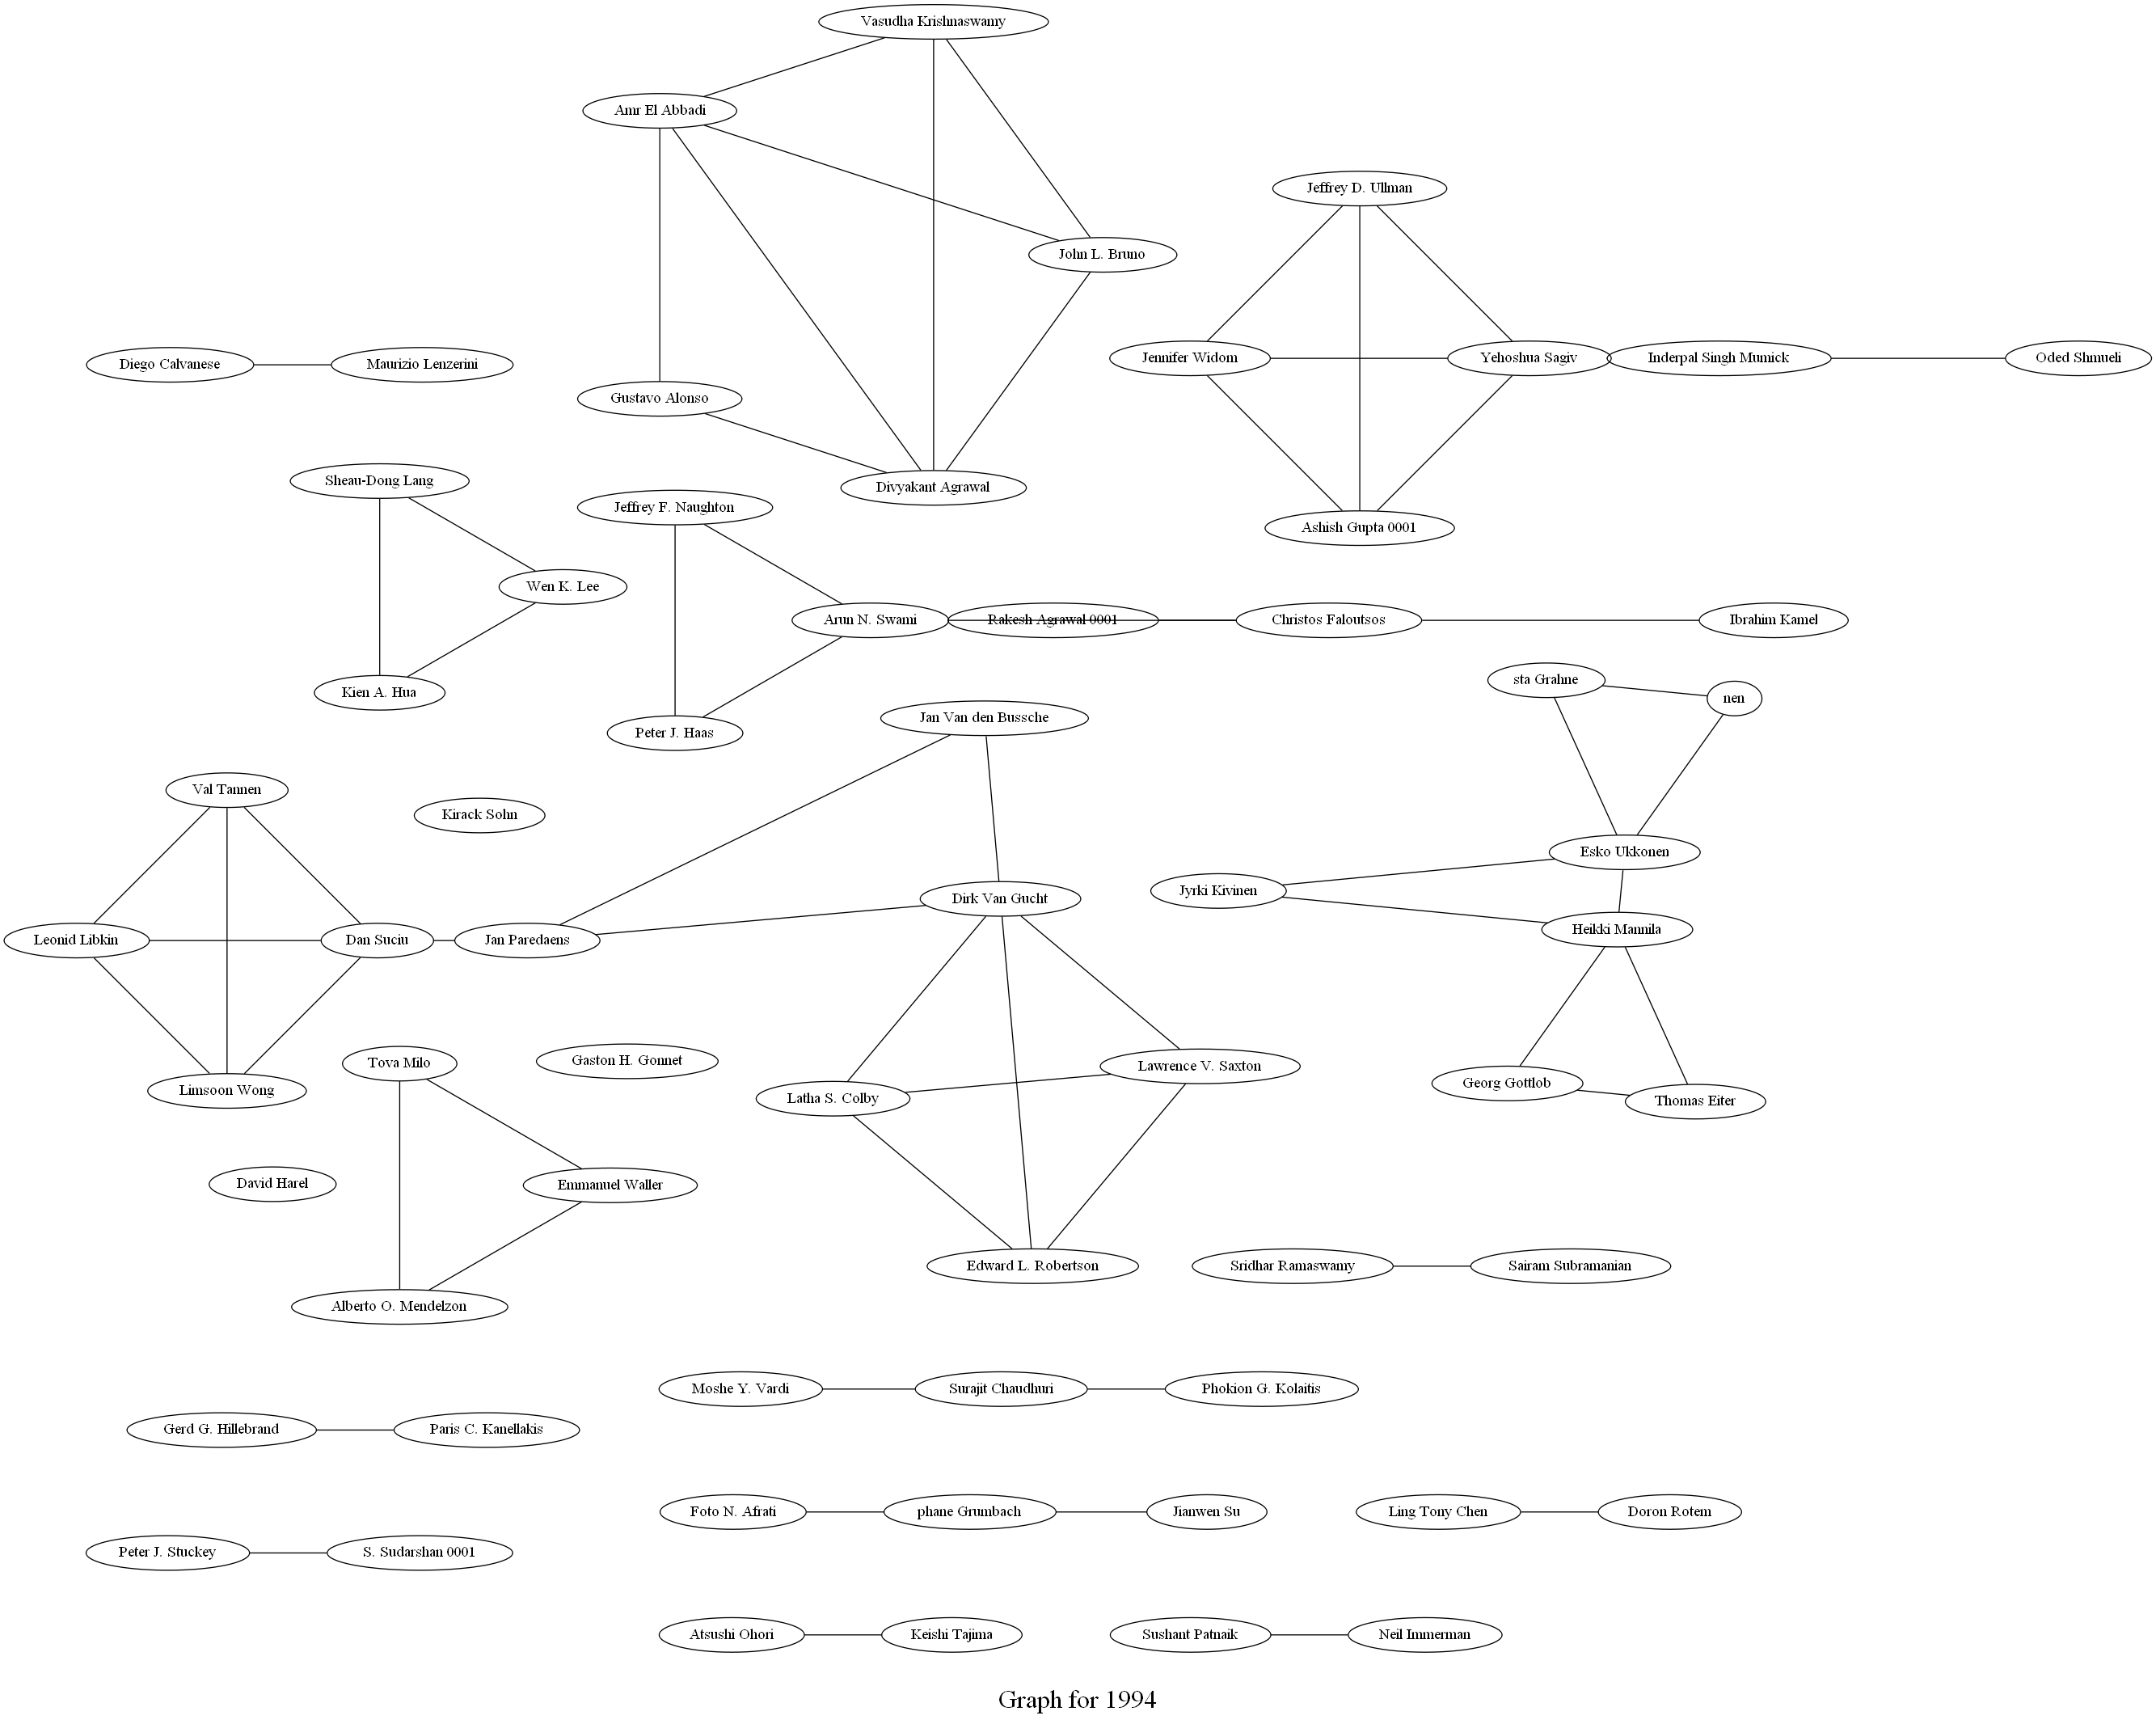 Vasudha Krishnaswamy
Amr El Abbadi
Jeffrey D. Ullman
John L. Bruno
Diego Calvanese
Maurizio Lenzerini
Gustavo Alonso
Jennifer Widom
Yehoshua Sagiv
Inderpal Singh Mumick
Oded Shmueli
Sheau-Dong Lang
Divyakant Agrawal
Jeffrey F. Naughton
Ashish Gupta 0001
Wen K. Lee
Arun N. Swami
Rakesh Agrawal 0001
Christos Faloutsos
Ibrahim Kamel
Kien A. Hua
sta Grahne
nen
Peter J. Haas
Jan Van den Bussche
Val Tannen
Kirack Sohn
Esko Ukkonen
Jyrki Kivinen
Dirk Van Gucht
Heikki Mannila
Leonid Libkin
Dan Suciu
Jan Paredaens
Tova Milo
Gaston H. Gonnet
Lawrence V. Saxton
Limsoon Wong
Latha S. Colby
Georg Gottlob
Thomas Eiter
David Harel
Emmanuel Waller
Edward L. Robertson
Sridhar Ramaswamy
Sairam Subramanian
Alberto O. Mendelzon
Moshe Y. Vardi
Surajit Chaudhuri
Phokion G. Kolaitis
Gerd G. Hillebrand
Paris C. Kanellakis
Foto N. Afrati
phane Grumbach
Jianwen Su
Ling Tony Chen
Doron Rotem
Peter J. Stuckey
S. Sudarshan 0001
Atsushi Ohori
Keishi Tajima
Sushant Patnaik
Neil Immerman
Graph for 1994